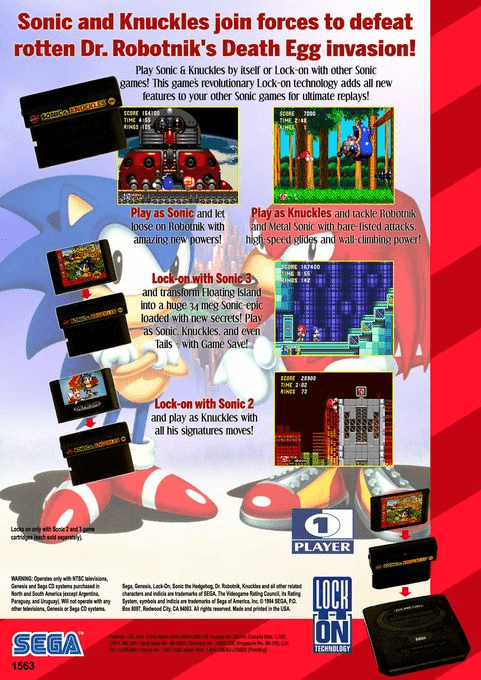 Sonic and Knuckles join forces to defeat
rotten Dr. Robotnik's Death Egg invasion!
Play Sonic & Knuckles by itself or Lock-on with other Sonic
games! This game's revolutionary Lock-on technology adds all new
features to your other Sonic games for ultimate replays!
SONIC & KNUCKLES
SCORE 154100
TIME 4:55
RINGS 105
SCORE 7000
TIME 2:48
RINGS 1
Play as Sonic and let
loose on Robotnik with
amazing new powers!
Play as Knuckles and tackle Robotnik
and Metal Sonic with bare-fisted attacks,
high-speed glides and wall-climbing power!
Lock-on with Sonic 3
and transform Floating Island
into a huge 34 meg Sonic-epic
loaded with new secrets! Play
as Sonic, Knuckles, and even
Tails - with Game Save!
SONIC & KNUCKLES
SCORE 167400
TIME 0:55
RINGS 142
Lock-on with Sonic 2
and play as Knuckles with
all his signatures moves!
SONIC & KNUCKLES
SCORE 28900
TIME 3:02
RINGS 73
Locks on only with Sonic 2 and 3 game
cartridges (each sold seperately).
1
PLAYER
WARNING: Operates only with NTSC televisions,
Genesis and Sega CD systems purchased in
North and South America (except Argentina,
Paraguay, and Uruguay). Will not operate with any
other televisions, Genesis or Sega CD systems.
Sega, Genesis, Lock-On, Sonic the Hedgehog, Dr. Robotnik, Knuckles and all other related
characters and indicia are trademarks of SEGA. The Videogame Rating Council, its Rating
System, symbols and indicia are trademarks of Sega of America, Inc. © 1994 SEGA, P.O.
Box 8097, Redwood City, CA 94063. All rights reserved. Made and printed in the USA.
LOCK
ON
TECHNOLOGY
GENESIS
SEGA
SEGA
1563